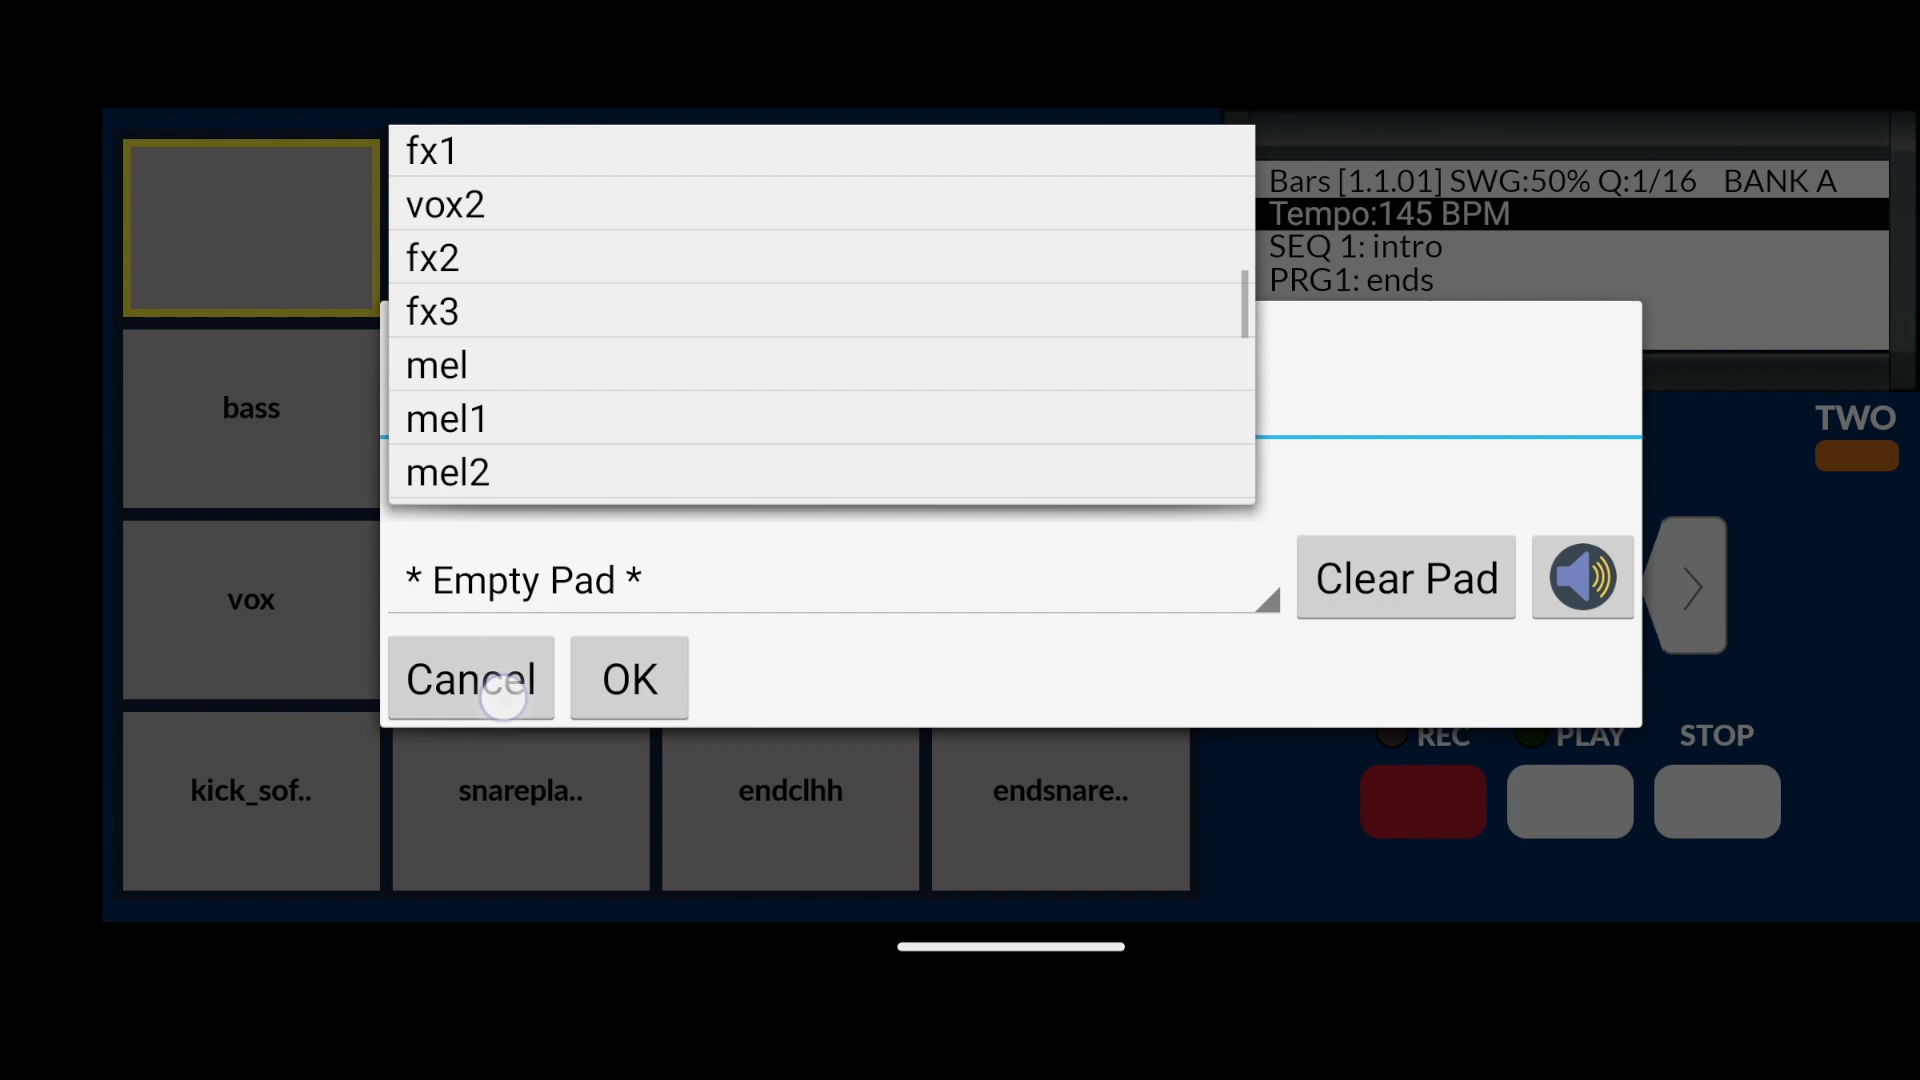 fx1
vox2
fx2
fx3
mel
mel1
mel2
Bars [1.1.01] SWG:50% Q:1/16 BANK A
Tempo:145 BPM
SEQ 1: intro
PRG1: ends
TWO
bass
vox
* Empty Pad *
Clear Pad
Cancel
OK
REC
PLAY
STOP
kick_sof..
snarepla..
endclhh
endsnare..